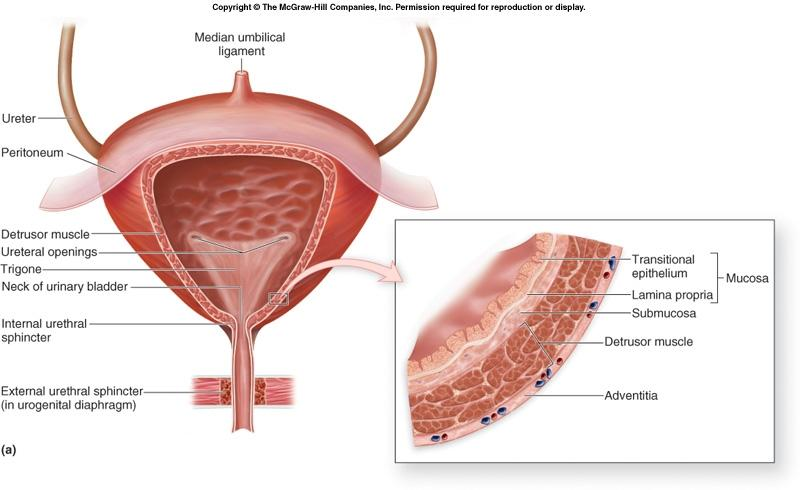 Copyright © The McGraw-Hill Companies, Inc. Permission required for reproduction or display.
Median umbilical
ligament
Ureter
Peritoneum
Detrusor muscle
Ureteral openings
Trigone
Neck of urinary bladder
Internal urethral
sphincter
External urethral sphincter
(in urogenital diaphragm)
(a)
Transitional
epithelium
Mucosa
Lamina propria
Submucosa
Detrusor muscle
Adventitia